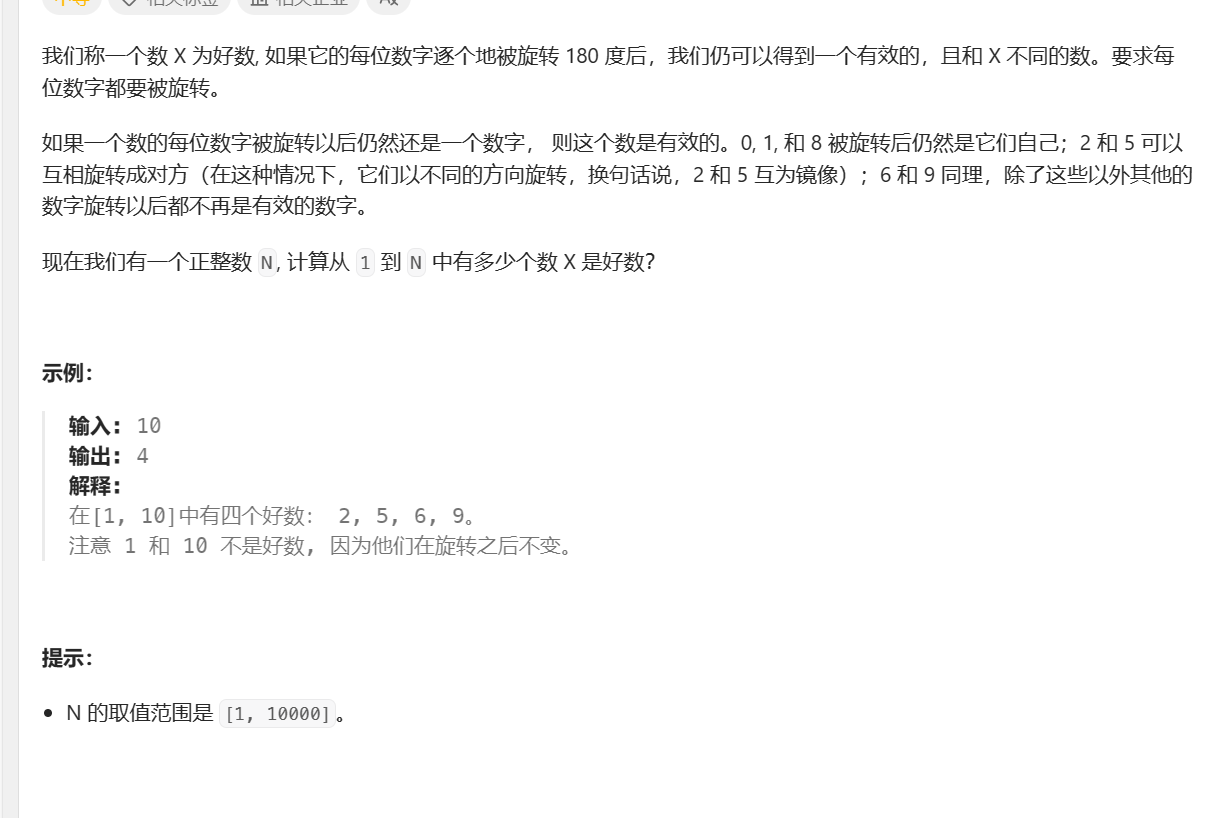 我们称一个数 X 为好数, 如果它的每位数字逐个地被旋转 180 度后，我们仍可以得到一个有效的，且和 X 不同的数。要求每
位数字都要被旋转。
如果一个数的每位数字被旋转以后仍然还是一个数字， 则这个数是有效的。0, 1, 和 8 被旋转后仍然是它们自己；2 和 5 可以
互相旋转成对方（在这种情况下，它们以不同的方向旋转，换句话说，2 和 5 互为镜像）；6 和 9 同理，除了这些以外其他的
数字旋转以后都不再是有效的数字。
现在我们有一个正整数 N, 计算从 1 到 N 中有多少个数 X 是好数？
示例：
输入: 10
输出: 4
解释:
在[1, 10]中有四个好数： 2, 5, 6, 9。
注意 1 和 10 不是好数, 因为他们在旋转之后不变。
提示：
• N 的取值范围是 [1, 10000]。